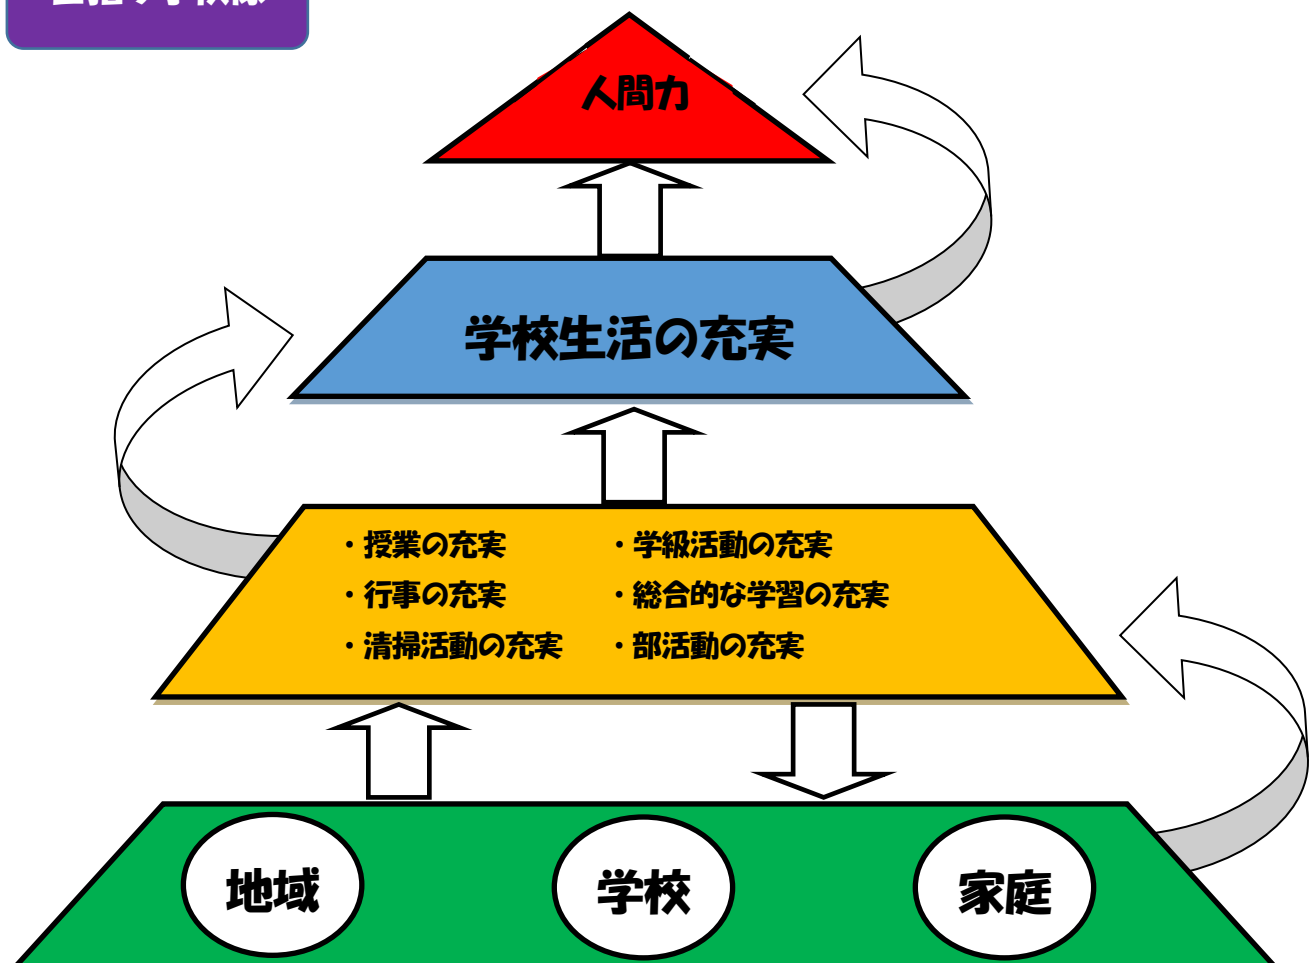 人間力
学校生活の充実
・授業の充実 ・学級活動の充実
・行事の充実 ・総合的な学習の充実
・清掃活動の充実 ・部活動の充実
地域 学校 家庭